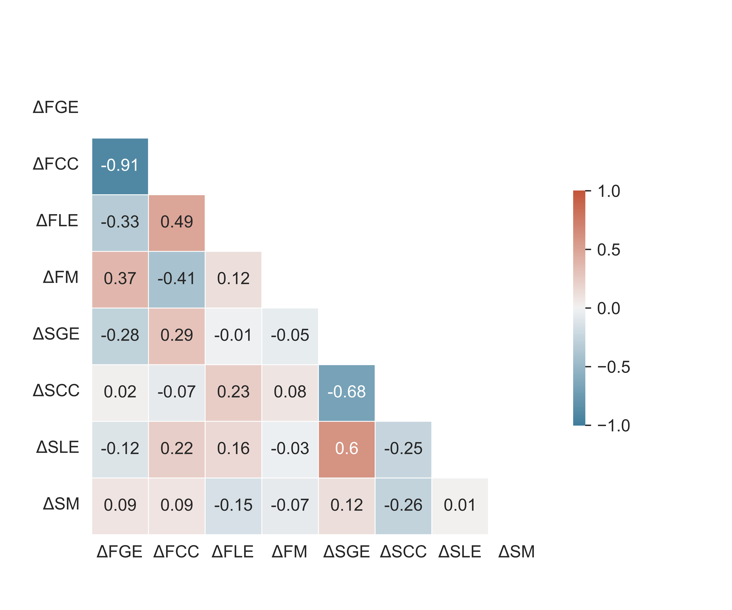 ΔFGE
ΔFCC -0.91
ΔFLE -0.33 0.49
ΔFM 0.37 -0.41 0.12
ΔSGE -0.28 0.29 -0.01 -0.05
ΔSCC 0.02 -0.07 0.23 0.08 -0.68
ΔSLE -0.12 0.22 0.16 -0.03 0.6 -0.25
ΔSM 0.09 0.09 -0.15 -0.07 0.12 -0.26 0.01
ΔFGE ΔFCC ΔFLE ΔFM ΔSGE ΔSCC ΔSLE ΔSM
1.0
0.5
0.0
−0.5
−1.0